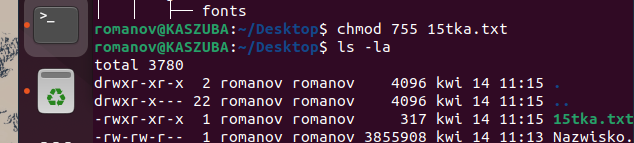 ├── fonts
romanov@KASZUBA:~/Desktop$ chmod 755 15tka.txt
romanov@KASZUBA:~/Desktop$ ls -la
total 3780
drwxr-xr-x  2 romanov romanov    4096 kwi 14 11:15 .
drwxr-x--- 22 romanov romanov    4096 kwi 14 11:15 ..
-rwxr-xr-x  1 romanov romanov     317 kwi 14 11:15 15tka.txt
-rw-rw-r--  1 romanov romanov 3855908 kwi 14 11:13 Nazwisko.